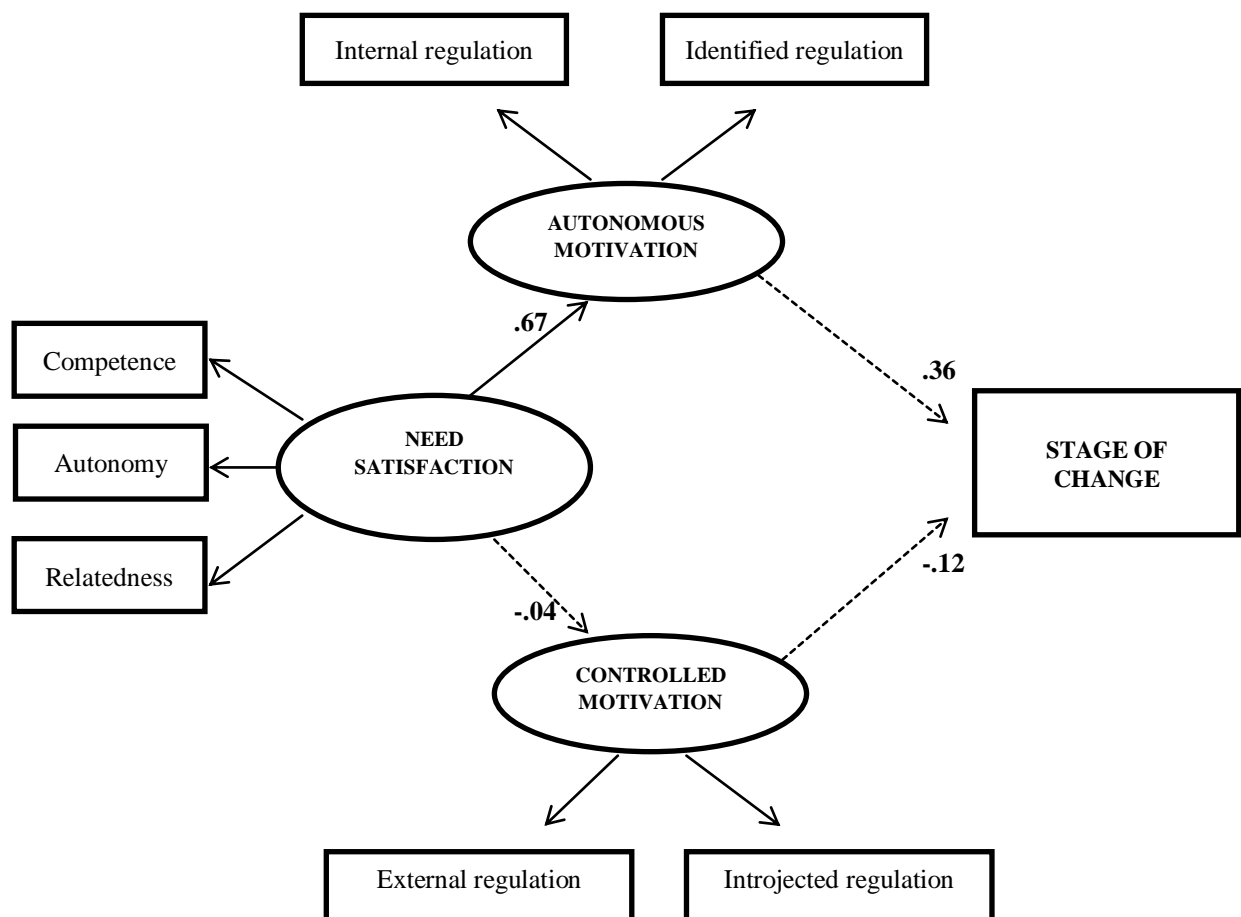 Internal regulation
Identified regulation
AUTONOMOUS
MOTIVATION
.67
.36
Competence
Autonomy
Relatedness
NEED
SATISFACTION
STAGE OF
CHANGE
-.04
-.12
CONTROLLED
MOTIVATION
External regulation
Introjected regulation